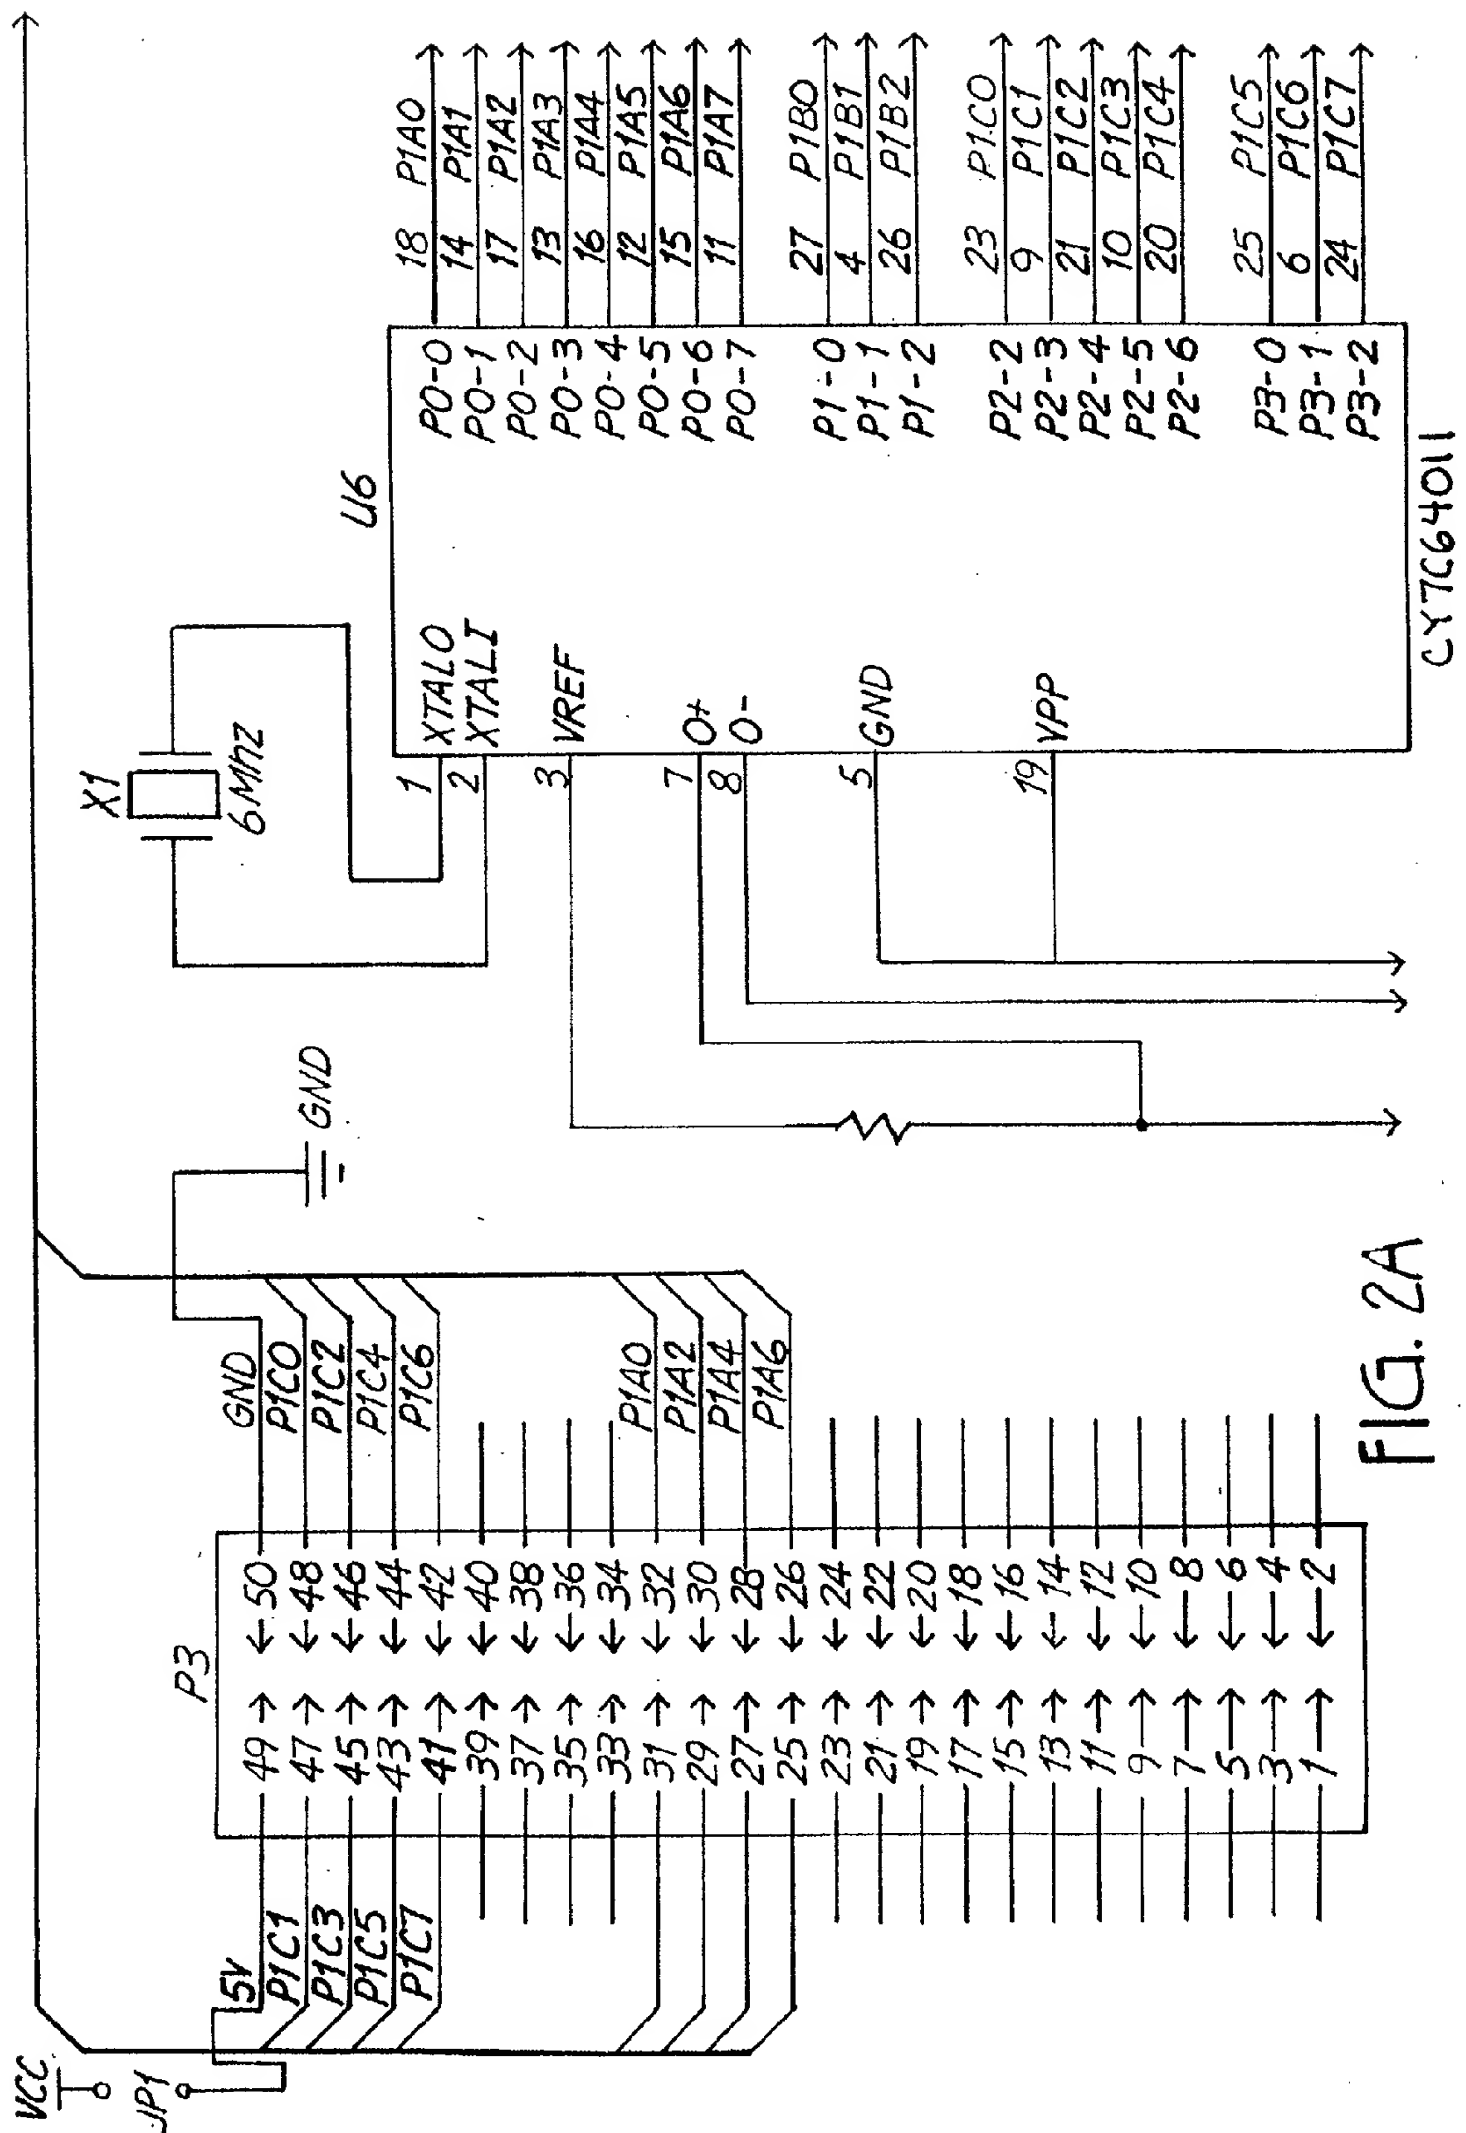 VCC
JP1
5V
P1C1
P1C3
P1C5
P1C7
P3
49 50
47 48
45 46
43 44
41 42
39 40
37 38
35 36
33 34
31 32
29 30
27 28
25 26
23 24
21 22
19 20
17 18
15 16
13 14
11 12
9 10
7 8
5 6
3 4
1 2
GND
P1C0
P1C2
P1C4
P1C6
P1A0
P1A2
P1A4
P1A6
GND
X1
6Mhz
U6
1 XTALO
2 XTALI
3 VREF
7 O+
8 O-
5 GND
19 VPP
PO-0 18 P1A0
PO-1 14 P1A1
PO-2 17 P1A2
PO-3 13 P1A3
PO-4 16 P1A4
PO-5 12 P1A5
PO-6 15 P1A6
PO-7 11 P1A7
P1-0 27 P1B0
P1-1 4 P1B1
P1-2 26 P1B2
P2-2 23 P1C0
P2-3 9 P1C1
P2-4 21 P1C2
P2-5 10 P1C3
P2-6 20 P1C4
P3-0 25 P1C5
P3-1 6 P1C6
P3-2 24 P1C7
CY7C64011
FIG. 2A